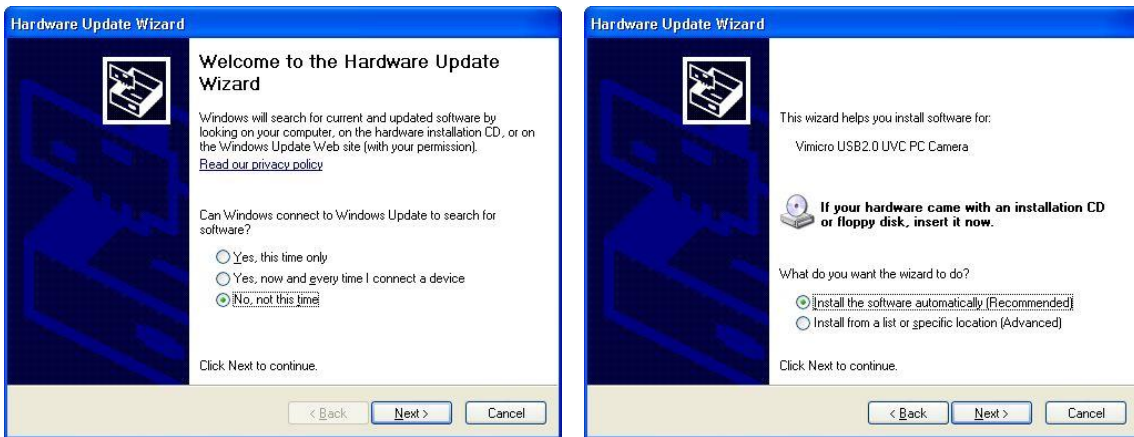 Hardware Update Wizard
Welcome to the Hardware Update
Wizard
Windows will search for current and updated software by
looking on your computer, on the hardware installation CD, or on
the Windows Update Web site (with your permission).
Read our privacy policy
Can Windows connect to Windows Update to search for
software?
Yes, this time only
Yes, now and every time I connect a device
No, not this time
Click Next to continue.
< Back
Next >
Cancel
Hardware Update Wizard
This wizard helps you install software for:
Vimicro USB2.0 UVC PC Camera
If your hardware came with an installation CD
or floppy disk, insert it now.
What do you want the wizard to do?
Install the software automatically (Recommended)
Install from a list or specific location (Advanced)
Click Next to continue.
< Back
Next >
Cancel